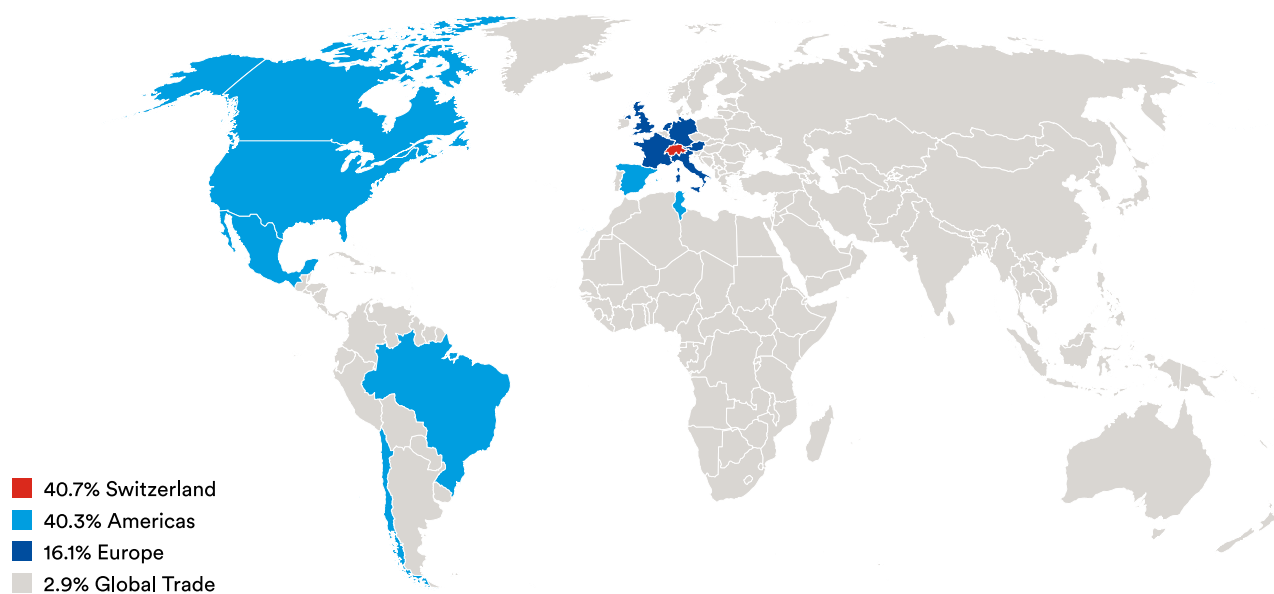 40.7% Switzerland
40.3% Americas
16.1% Europe
2.9% Global Trade